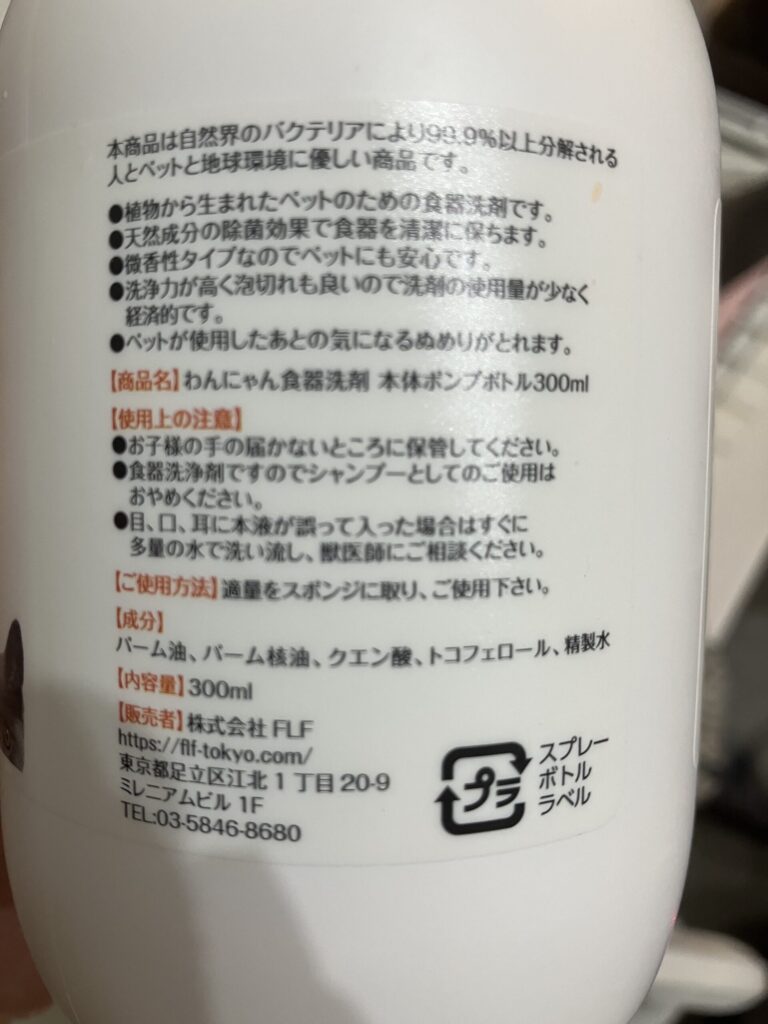 本商品は自然界のバクテリアにより99.9%以上分解される
人とペットと地球環境に優しい商品です。
●植物から生まれたペットのための食器洗剤です。
●天然成分の除菌効果で食器を清潔に保ちます。
●微香性タイプなのでペットにも安心です。
●洗浄力が高く泡切れも良いので洗剤の使用量が少なく
経済的です。
●ペットが使用したあとの気になるぬめりがとれます。
【商品名】わんにゃん食器洗剤 本体ポンプボトル300ml
【使用上の注意】
●お子様の手の届かないところに保管してください。
●食器洗浄剤ですのでシャンプーとしてのご使用は
おやめください。
●目、口、耳に本液が誤って入った場合はすぐに
多量の水で洗い流し、獣医師にご相談ください。
【ご使用方法】適量をスポンジに取り、ご使用下さい。
【成分】
パーム油、パーム核油、クエン酸、トコフェロール、精製水
【内容量】300ml
【販売者】株式会社 FLF
https://flf-tokyo.com/
東京都足立区江北 1 丁目 20-9
ミレニアムビル 1F
TEL:03-5846-8680
プラ
スプレー
ボトル
ラベル